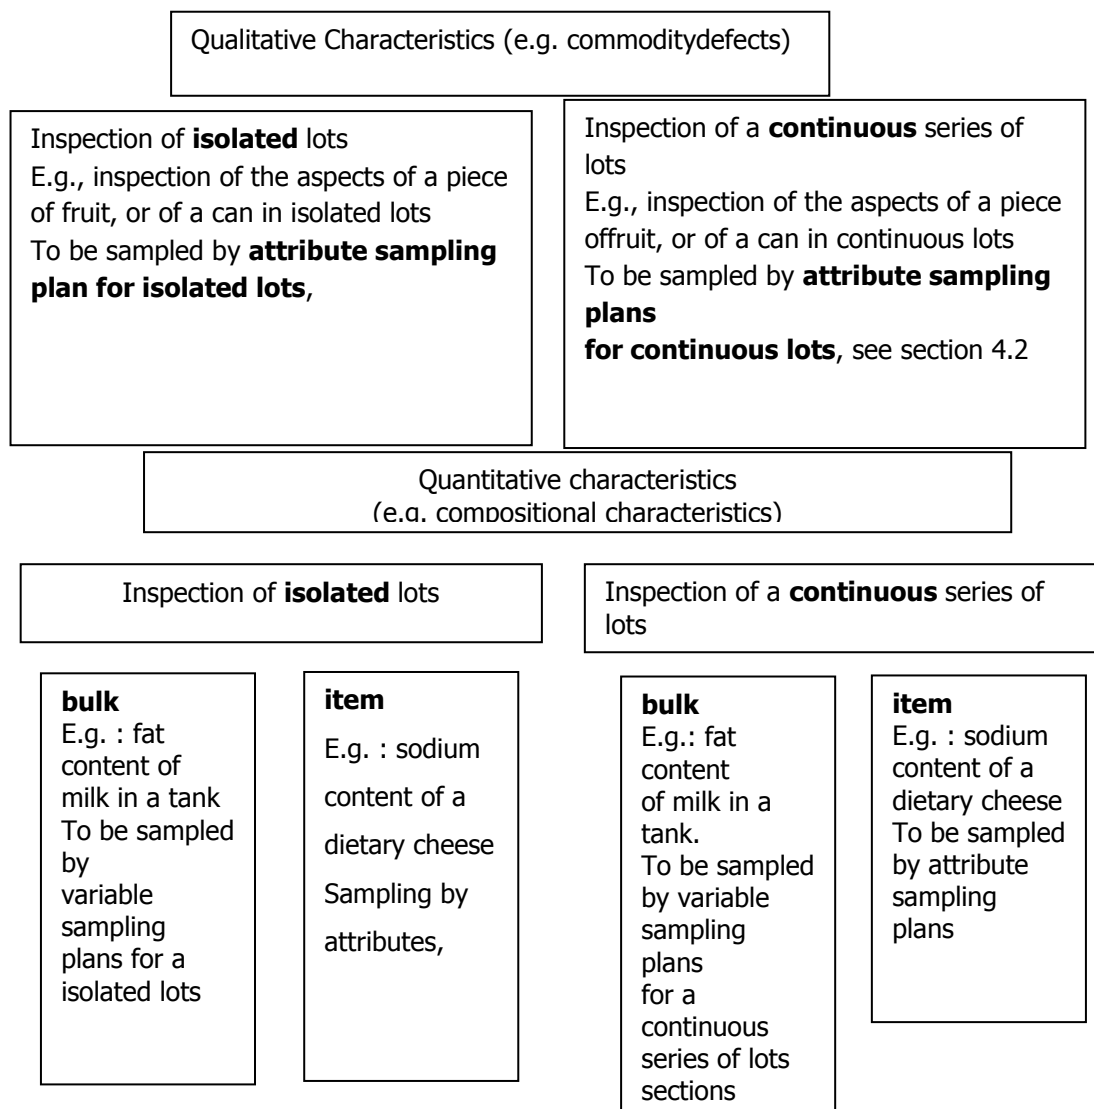 Qualitative Characteristics (e.g. commoditydefects)
Inspection of isolated lots
E.g., inspection of the aspects of a piece
of fruit, or of a can in isolated lots
To be sampled by attribute sampling
plan for isolated lots,
Inspection of a continuous series of
lots
E.g., inspection of the aspects of a piece
offruit, or of a can in continuous lots
To be sampled by attribute sampling
plans
for continuous lots, see section 4.2
Quantitative characteristics
(e.g. compositional characteristics)
Inspection of isolated lots
Inspection of a continuous series of
lots
bulk
E.g. : fat
content of
milk in a tank
To be sampled
by
variable
sampling
plans for a
isolated lots
item
E.g. : sodium
content of a
dietary cheese
Sampling by
attributes,
bulk
E.g.: fat
content
of milk in a
tank.
To be sampled
by variable
sampling
plans
for a
continuous
series of lots
sections
item
E.g. : sodium
content of a
dietary cheese
To be sampled
by attribute
sampling
plans